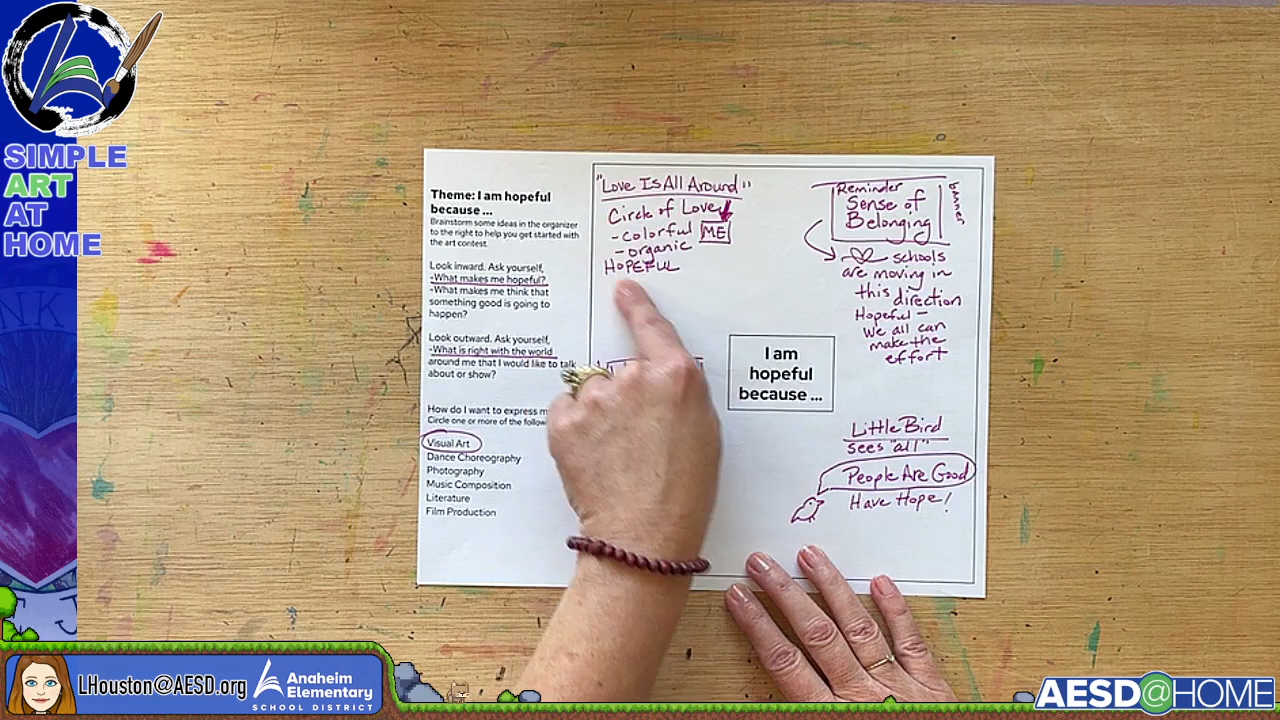 SIMPLE
ART
AT
HOME
Theme: I am hopeful
because ...
Brainstorm some ideas in the organizer
to the right to help you get started with
the art contest.
Look inward. Ask yourself,
-What makes me hopeful?
-What makes me think that
something good is going to
happen?
Look outward. Ask yourself,
-What is right with the world
around me that I would like to talk
about or show?
How do I want to express
Circle one or more of the
Visual Art
Dance Choreography
Photography
Music Composition
Literature
Film Production
"Love Is All Around"
Circle of Love
-colorful ME
-organic
HOPEFUL
Reminder
Sense of
Belonging
banner
schools
are moving in
this direction
Hopeful-
we all can
make the
effort
I am
hopeful
because ...
Little Bird
sees "all"
People Are Good
Have Hope!
LHouston@AESD.org
Anaheim
Elementary
SCHOOL DISTRICT
AESD@HOME